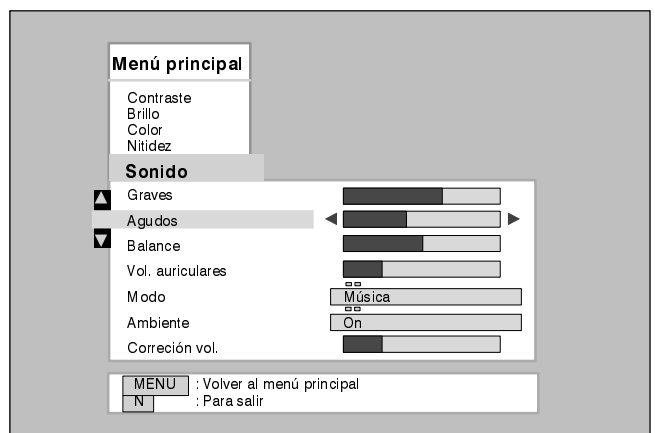 Menú principal
Contraste
Brillo
Color
Nitidez
Sonido
Graves
Agudos
Balance
Vol. auriculares
Modo Música
Ambiente On
Correción vol.
MENU : Volver al menú principal
N : Para salir